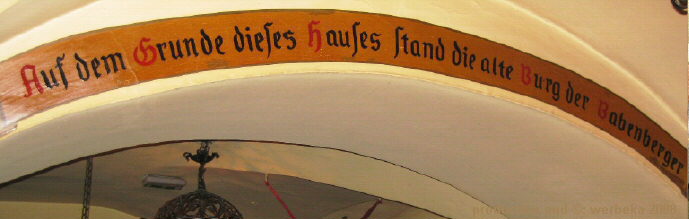 Auf dem Grunde dieſes Hauſes ſtand die alte Burg der Babenberger